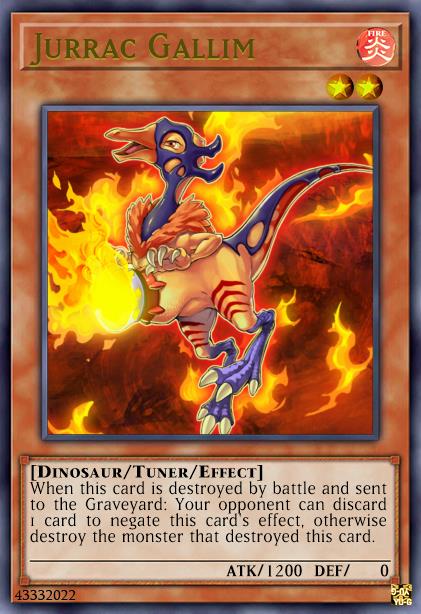 Jurrac Gallim
FIRE
炎
[Dinosaur/Tuner/Effect]
When this card is destroyed by battle and sent
to the Graveyard: Your opponent can discard
1 card to negate this card's effect, otherwise
destroy the monster that destroyed this card.
ATK/1200 DEF/ 0
43332022